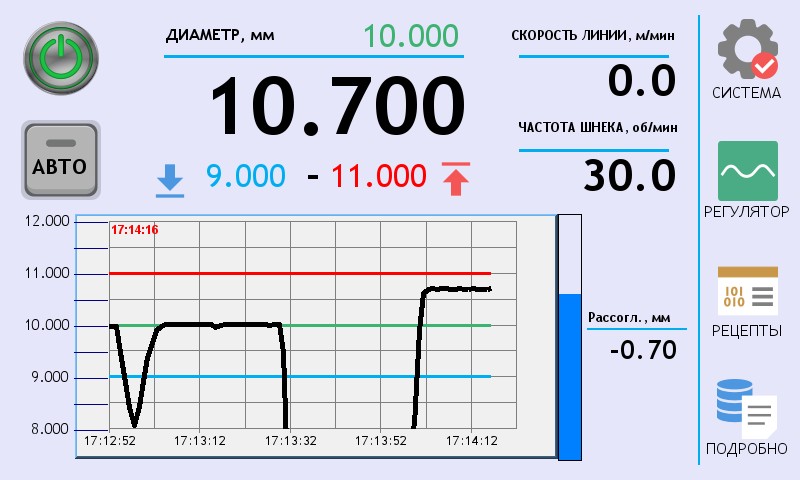 ДИАМЕТР, мм 10.000
10.700
9.000 - 11.000
СКОРОСТЬ ЛИНИИ, м/мин
0.0
ЧАСТОТА ШНЕКА, об/мин
30.0
АВТО
СИСТЕМА
РЕГУЛЯТОР
101
010
РЕЦЕПТЫ
ПОДРОБНО
12.000
11.000
10.000
9.000
8.000
17:14:16
17:12:52 17:13:12 17:13:32 17:13:52 17:14:12
Рассогл., мм
-0.70